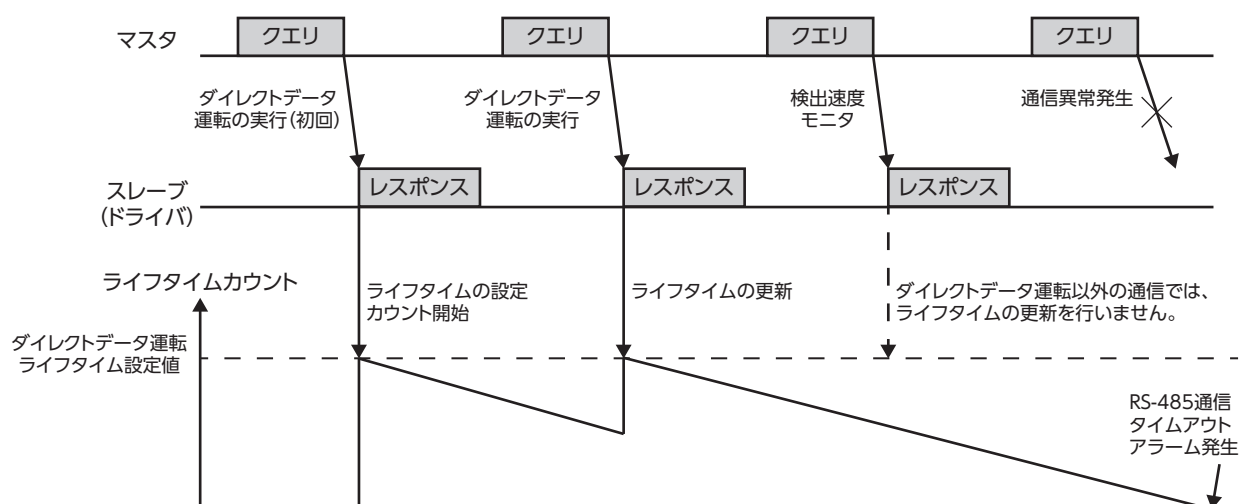 マスタ
クエリ
クエリ
クエリ
クエリ
ダイレクトデータ
運転の実行(初回)
ダイレクトデータ
運転の実行
検出速度
モニタ
通信異常発生
スレーブ
(ドライバ)
レスポンス
レスポンス
レスポンス
ライフタイムカウント
ライフタイムの設定
カウント開始
ライフタイムの更新
ダイレクトデータ運転以外の通信では、
ライフタイムの更新を行いません。
ダイレクトデータ運転
ライフタイム設定値
RS-485通信
タイムアウト
アラーム発生